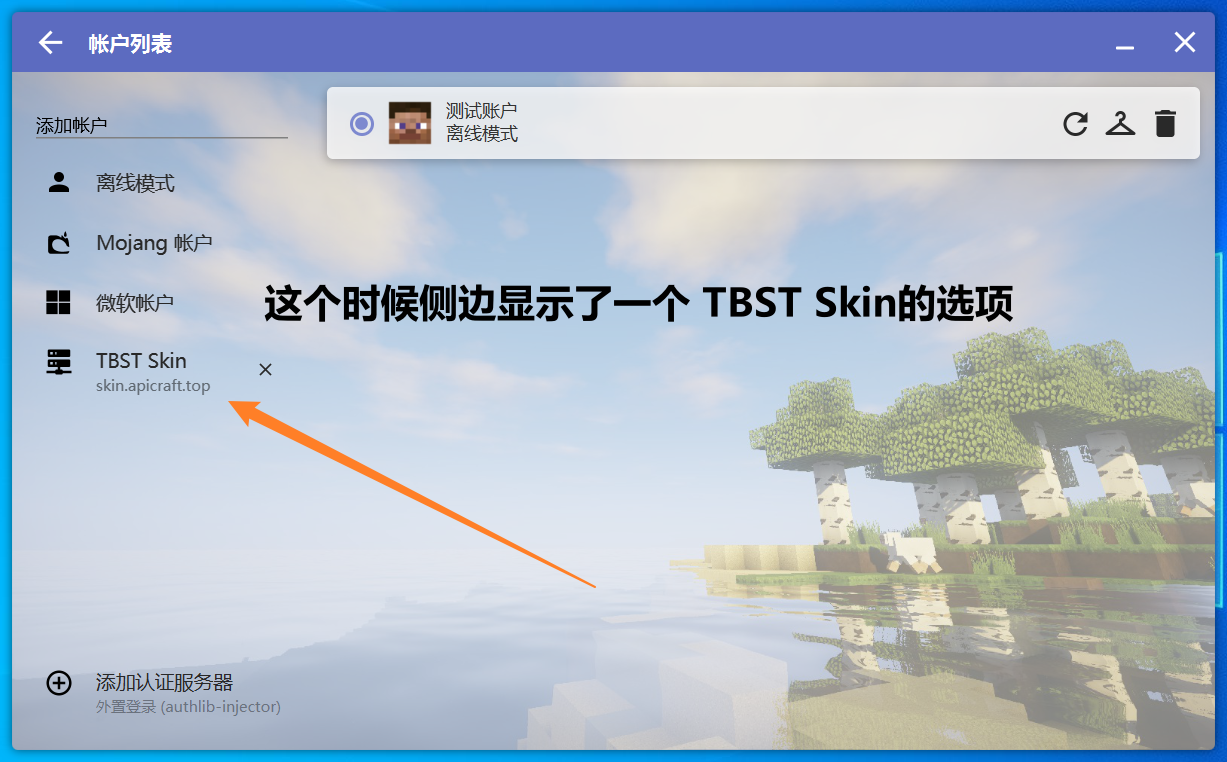 帐户列表
添加帐户
测试账户
离线模式
离线模式
Mojang 帐户
微软帐户
这个时候侧边显示了一个 TBST Skin的选项
TBST Skin
skin.apicraft.top
添加认证服务器
外置登录 (authlib-injector)